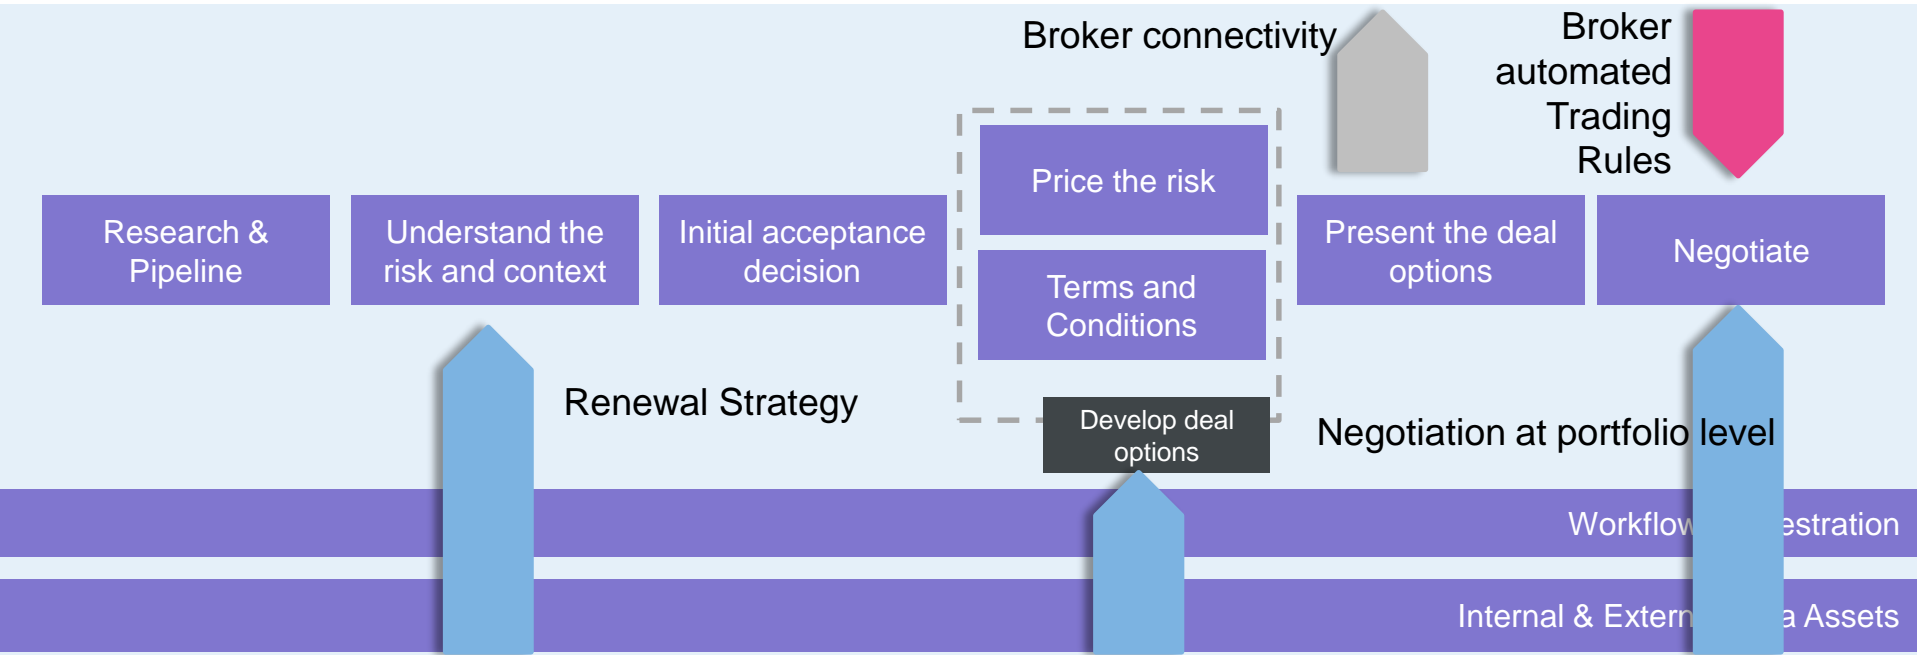 Broker connectivity
Broker
automated
Trading
Rules
Research &
Pipeline
Understand the
risk and context
Initial acceptance
decision
Price the risk
Terms and
Conditions
Present the deal
options
Negotiate
Renewal Strategy
Develop deal
options
Negotiation at portfolio level
Workflow estration
Internal & Extern a Assets